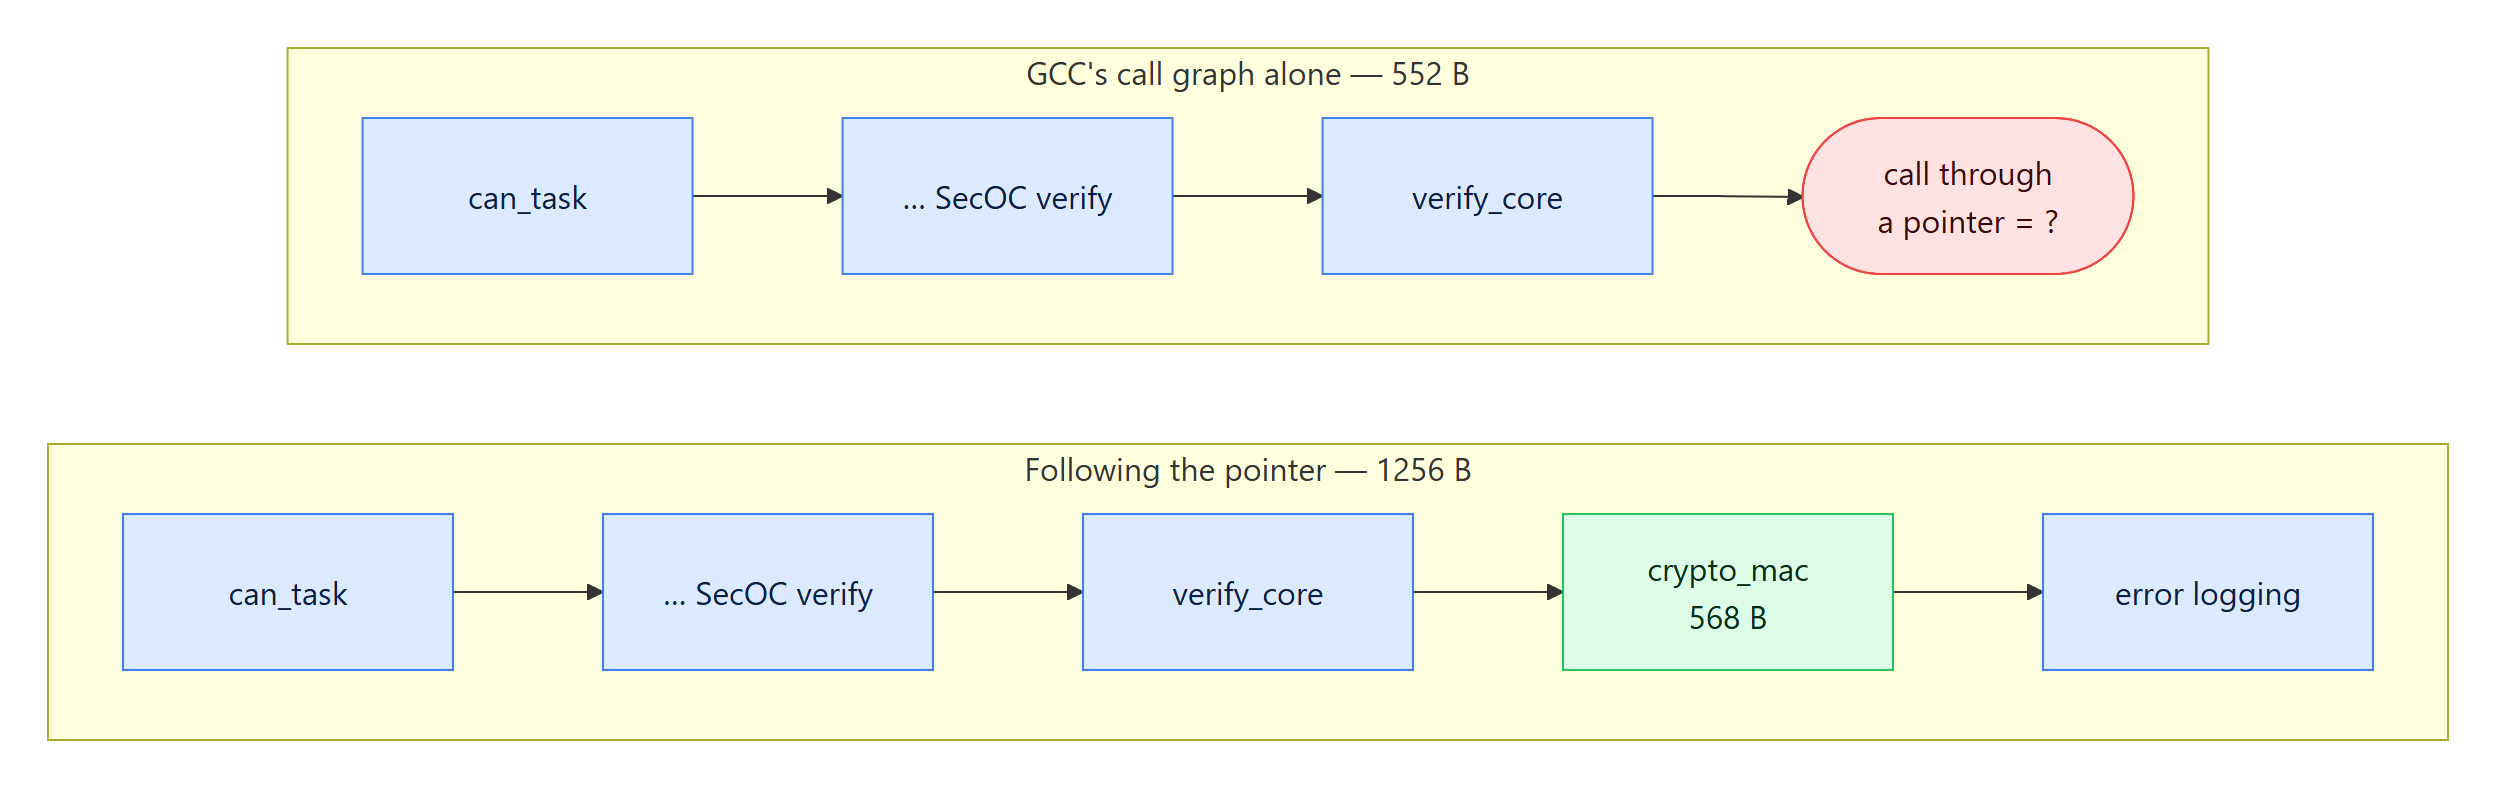 GCC's call graph alone — 552 B
can_task
... SecOC verify
verify_core
call through
a pointer = ?
Following the pointer — 1256 B
can_task
... SecOC verify
verify_core
crypto_mac
568 B
error logging